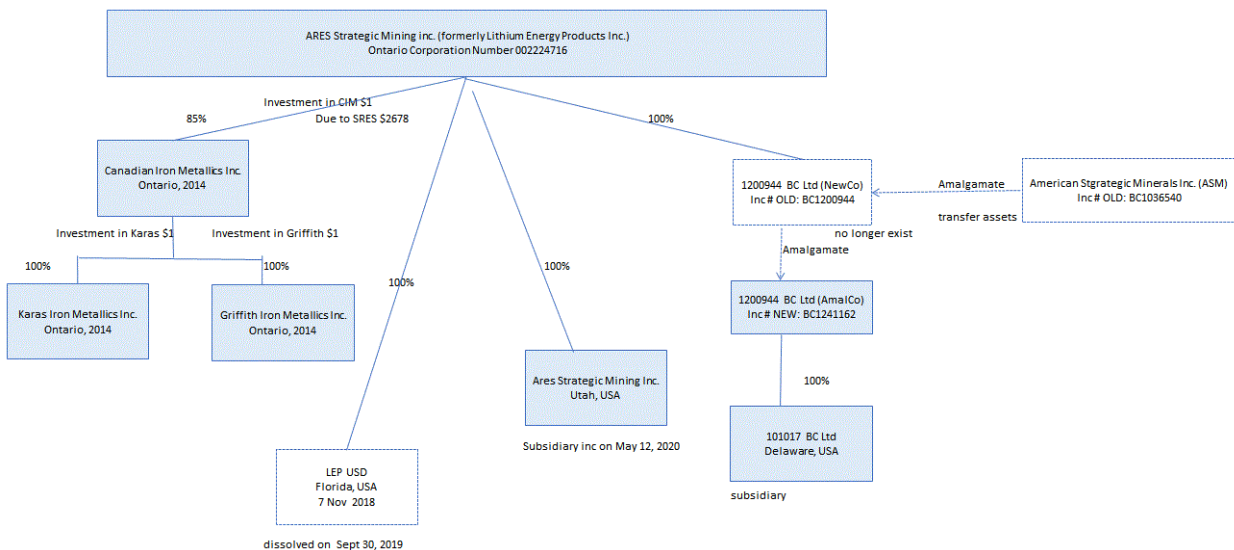 ARES Strategic Mining inc. (formerly Lithium Energy Products Inc.)
Ontario Corporation Number 002224716
Investment in CIM $1
85%
Due to SRES $2678
100%
Canadian Iron Metallics Inc.
Ontario, 2014
1200944 BC Ltd (NewCo)
Inc# OLD: BC1200944
Amalgamate
American Stgrategic Minerals Inc. (ASM)
Inc# OLD: BC1036540
transfer assets
Investment in Karas $1
Investment in Griffith $1
no longer exist
Amalgamate
100%
100%
100%
100%
Karas Iron Metallics Inc.
Ontario, 2014
Griffith Iron Metallics Inc.
Ontario, 2014
1200944 BC Ltd (AmalCo)
Inc# NEW: BC1241162
Ares Strategic Mining Inc.
Utah, USA
100%
Subsidiary inc on May 12, 2020
101017 BC Ltd
Delaware, USA
LEP USD
Florida, USA
7 Nov 2018
subsidiary
dissolved on Sept 30, 2019